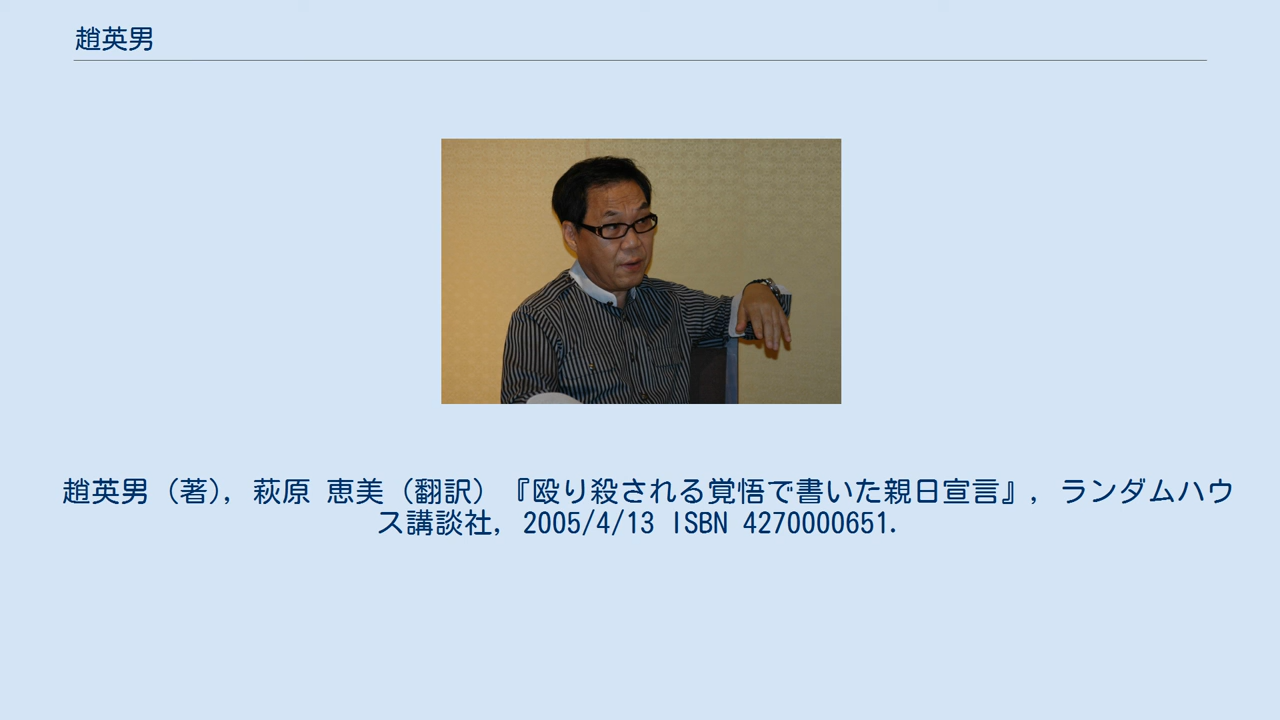 趙英男
趙英男 (著), 萩原 恵美 (翻訳) 『殴り殺される覚悟で書いた親日宣言』, ランダムハウ
ス講談社, 2005/4/13 ISBN 4270000651.